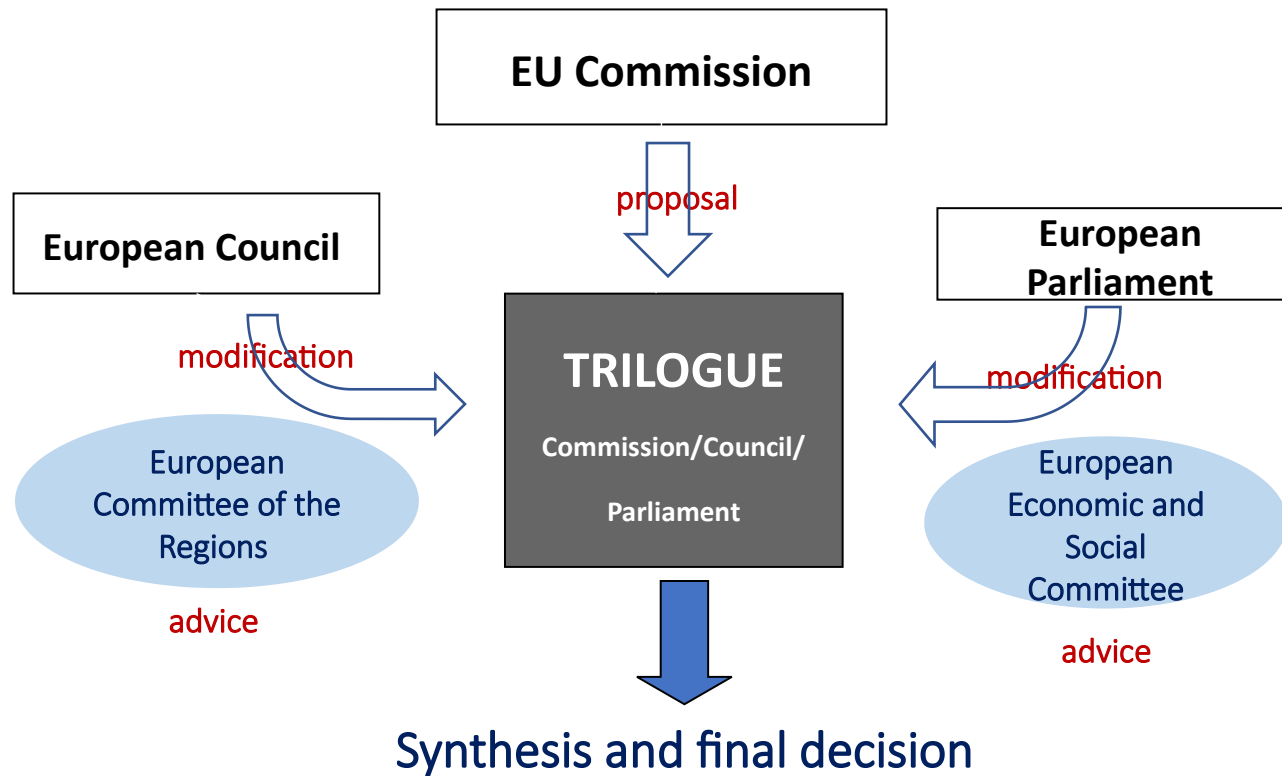 EU Commission
proposal
European Council
European
Parliament
modification
TRILOGUE
Commission/Council/
Parliament
modification
European
Committee of the
Regions
advice
European
Economic and
Social
Committee
advice
Synthesis and final decision